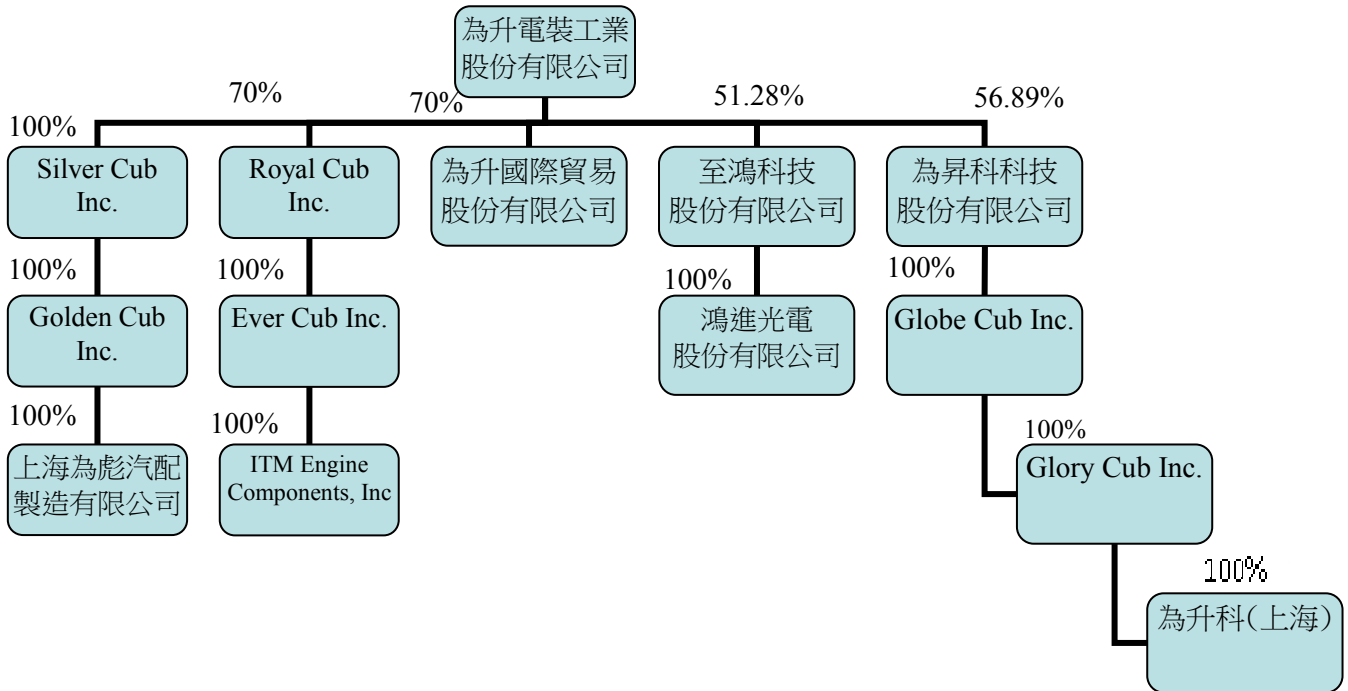 為升電裝工業
股份有限公司
70%
70%
51.28%
56.89%
100%
Silver Cub
Inc.
Royal Cub
Inc.
為升國際貿易
股份有限公司
至鴻科技
股份有限公司
為昇科科技
股份有限公司
100%
100%
100%
100%
Golden Cub
Inc.
Ever Cub Inc.
鴻進光電
股份有限公司
Globe Cub Inc.
100%
100%
100%
上海為彪汽配
製造有限公司
ITM Engine
Components, Inc
Glory Cub Inc.
100%
為升科(上海)